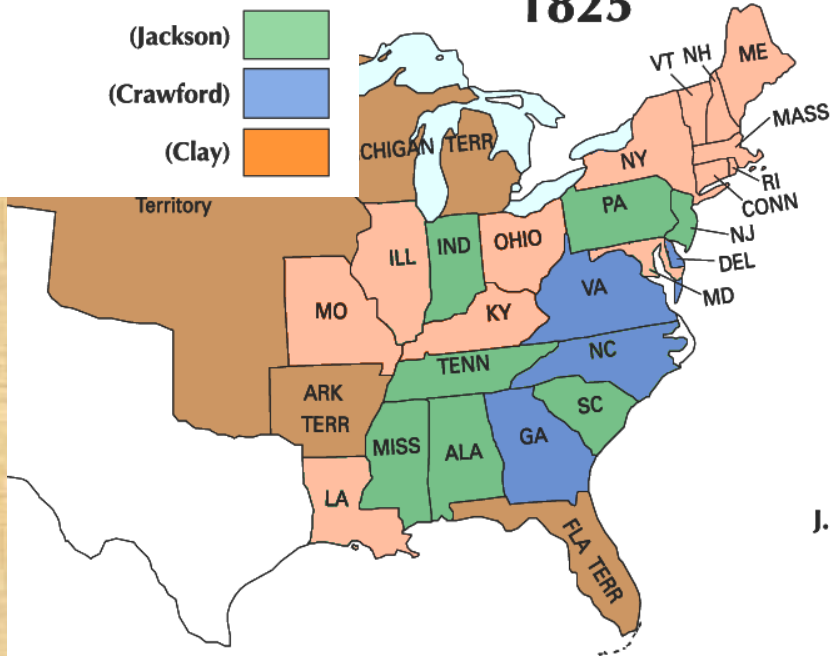 1825
(Jackson)
(Crawford)
(Clay)
VT NH
ME
MASS
CHIGAN TERR
NY
RI
CONN
Territory
PA
NJ
IND
OHIO
ILL
DEL
VA
MD
MO
KY
NC
TENN
ARK
TERR
SC
MISS
ALA
GA
LA
FLA TERR
J.